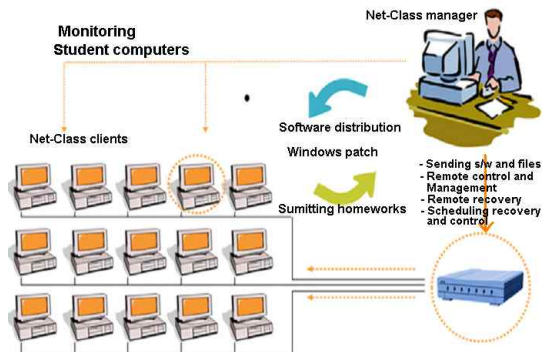 Net-Class manager
Monitoring
Student computers
Software distribution
Net-Class clients
Windows patch
Sumitting homeworks
- Sending s/w and files
- Remote control and
Management
- Remote recovery
- Scheduling recovery
and control